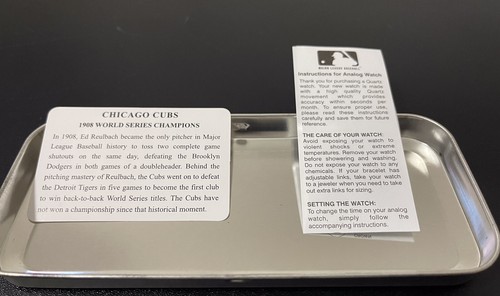 CHICAGO CUBS
1908 WORLD SERIES CHAMPIONS
In 1908, Ed Reulbach became the only pitcher in Major
League Baseball history to toss two complete game
shutouts on the same day, defeating the Brooklyn
Dodgers in both games of a doubleheader. Behind the
pitching mastery of Reulbach, the Cubs went on to defeat
the Detroit Tigers in five games to become the first club
to win back-to-back World Series titles. The Cubs have
not won a championship since that historical moment.
MAJOR LEAGUE BASEBALL
Instructions for Analog Watch
Thank you for purchasing a Quartz
watch. Your new watch is made
with a high quality Quartz
movement which provides
accuracy within seconds per
month. To ensure proper use,
please read these instructions
carefully and save them for future
reference.
THE CARE OF YOUR WATCH:
Avoid exposing your watch to
violent shocks or extreme
temperatures. Remove your watch
before showering and washing.
Do not expose your watch to any
chemicals. If your bracelet has
adjustable links, take your watch
to a jeweler when you need to take
out extra links for sizing.
SETTING THE WATCH:
To change the time on your analog
watch, simply follow the
accompanying instructions.